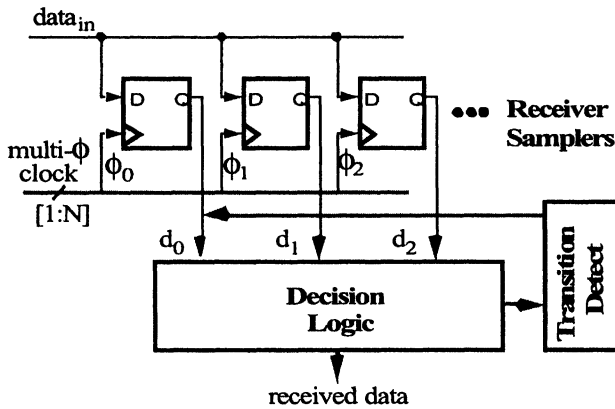 data_in
D Q D Q D Q
••• Receiver
Samplers
multi-ϕ
clock
[1:N]
ϕ0 ϕ1 ϕ2
d0 d1 d2
Decision
Logic
Transition
Detect
received data